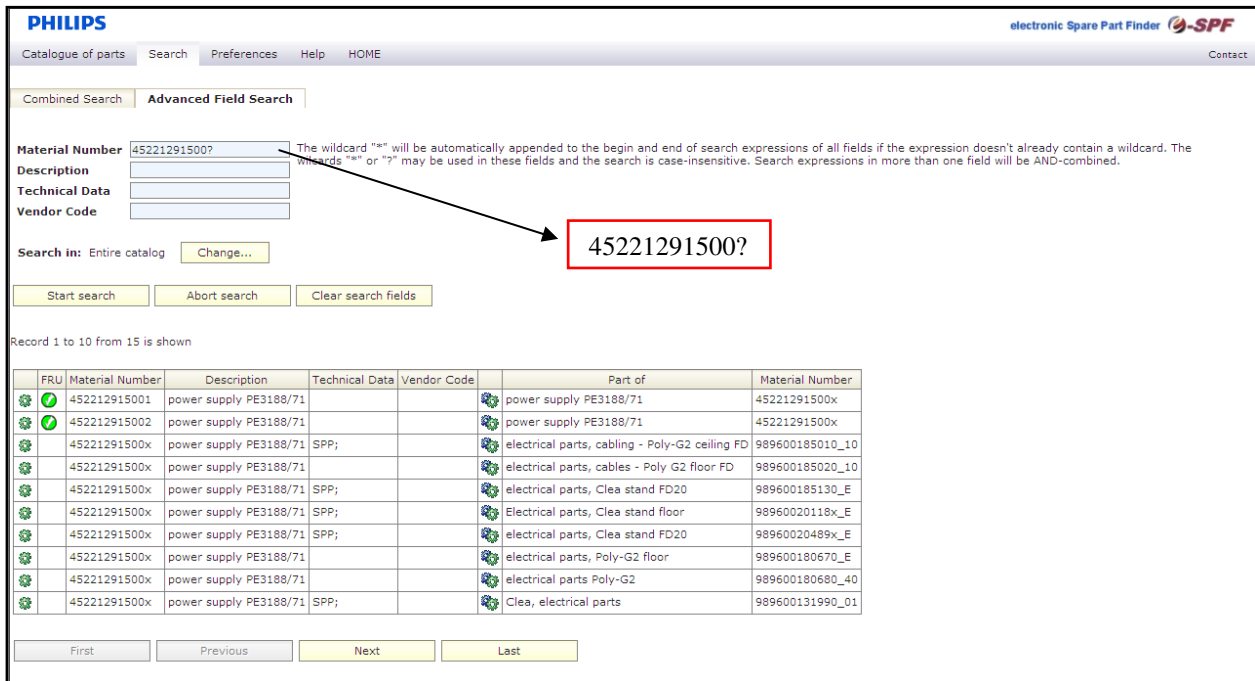 PHILIPS
electronic Spare Part Finder e-SPF
Catalogue of parts Search Preferences Help HOME Contact
Combined Search Advanced Field Search
Material Number 45221291500? The wildcard "*" will be automatically appended to the begin and end of search expressions of all fields if the expression doesn't already contain a wildcard. The
wilcards "*" or "?" may be used in these fields and the search is case-insensitive. Search expressions in more than one field will be AND-combined.
Description
Technical Data
Vendor Code
45221291500?
Search in: Entire catalog Change...
Start search Abort search Clear search fields
Record 1 to 10 from 15 is shown
FRU Material Number Description Technical Data Vendor Code Part of Material Number
452212915001 power supply PE3188/71 power supply PE3188/71 45221291500x
452212915002 power supply PE3188/71 power supply PE3188/71 45221291500x
45221291500x power supply PE3188/71 SPP; electrical parts, cabling - Poly-G2 ceiling FD 989600185010_10
45221291500x power supply PE3188/71 electrical parts, cables - Poly G2 floor FD 989600185020_10
45221291500x power supply PE3188/71 SPP; electrical parts, Clea stand FD20 989600185130_E
45221291500x power supply PE3188/71 SPP; Electrical parts, Clea stand floor 98960020118x_E
45221291500x power supply PE3188/71 SPP; electrical parts, Clea stand FD20 98960020489x_E
45221291500x power supply PE3188/71 electrical parts, Poly-G2 floor 989600180670_E
45221291500x power supply PE3188/71 electrical parts Poly-G2 989600180680_40
45221291500x power supply PE3188/71 SPP; Clea, electrical parts 989600131990_01
First Previous Next Last